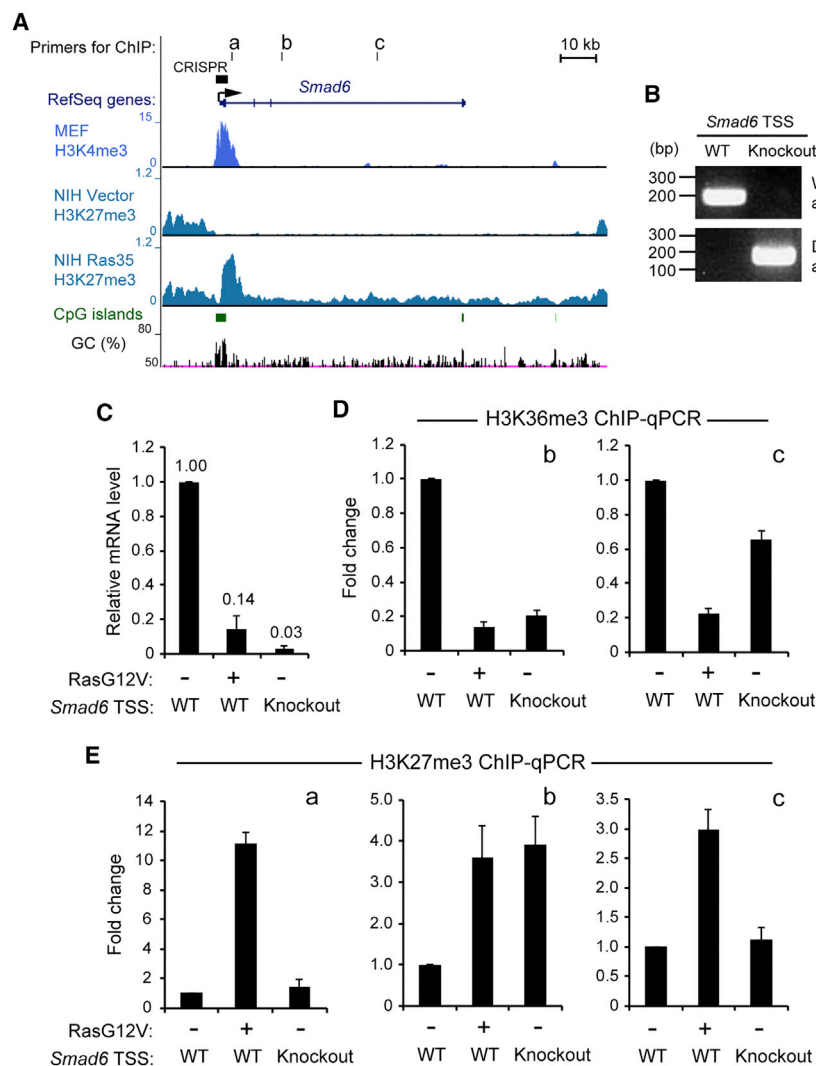 A
Primers for ChIP: a b c 10 kb
CRISPR
RefSeq genes: Smad6
MEF H3K4me3 15 0
NIH Vector H3K27me3 1.2 0
NIH Ras35 H3K27me3 1.2 0
CpG islands
GC (%) 80 50
B
Smad6 TSS
(bp) WT Knockout
300
200
W
a
300
200
100
D
a
C
Relative mRNA level
1.2
1.0
0.8
0.6
0.4
0.2
0
1.00 0.14 0.03
RasG12V: - + -
Smad6 TSS: WT WT Knockout
D
H3K36me3 ChIP-qPCR
Fold change
b
1.2
1.0
0.8
0.6
0.4
0.2
0
- + -
WT WT Knockout
c
1.2
1.0
0.8
0.6
0.4
0.2
0
- + -
WT WT Knockout
E
H3K27me3 ChIP-qPCR
Fold change
a
14
12
10
8
6
4
2
0
RasG12V: - + -
Smad6 TSS: WT WT Knockout
b
5.0
4.0
3.0
2.0
1.0
0
- + -
WT WT Knockout
c
3.5
3.0
2.5
2.0
1.5
1.0
0.5
0
- + -
WT WT Knockout